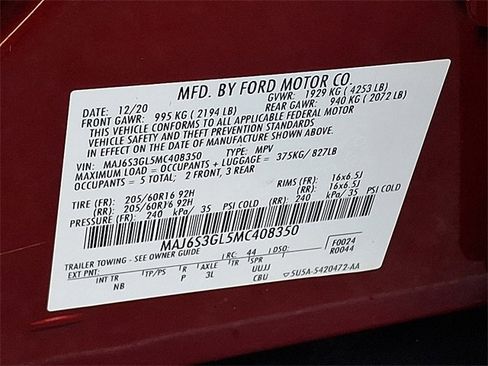 MFD. BY FORD MOTOR CO.
DATE: 12/20 GVWR: 1929 KG ( 4253 LB)
FRONT GAWR: 995 KG ( 2194 LB) REAR GAWR: 940 KG ( 2072 LB)
THIS VEHICLE CONFORMS TO ALL APPLICABLE FEDERAL MOTOR
VEHICLE SAFETY AND THEFT PREVENTION STANDARDS
IN EFFECT ON THE DATE OF MANUFACTURE SHOWN ABOVE.
VIN: MAJ6S3GL5MC408350 TYPE: MPV
MAXIMUM LOAD = OCCUPANTS + LUGGAGE = 375KG/827LB
OCCUPANTS = 5 TOTAL; 2 FRONT, 3 REAR
TIRE (FR): 205/60R16 92H RIMS (FR): 16x6.5J
(RR): 205/60R16 92H (RR): 16x6.5J
PRESSURE (FR): 240 kPa/ 35 PSI COLD (RR): 240 kPa/ 35 PSI COLD
MAJ6S3GL5MC408350
TRAILER TOWING - SEE OWNER GUIDE RC: 44 DSO: F0024
R0044
EXT PNT: INT TR TP/PS R AXLE TR SPR
NB P 3L UUJJ
CBU 5U5A-5420472-AA